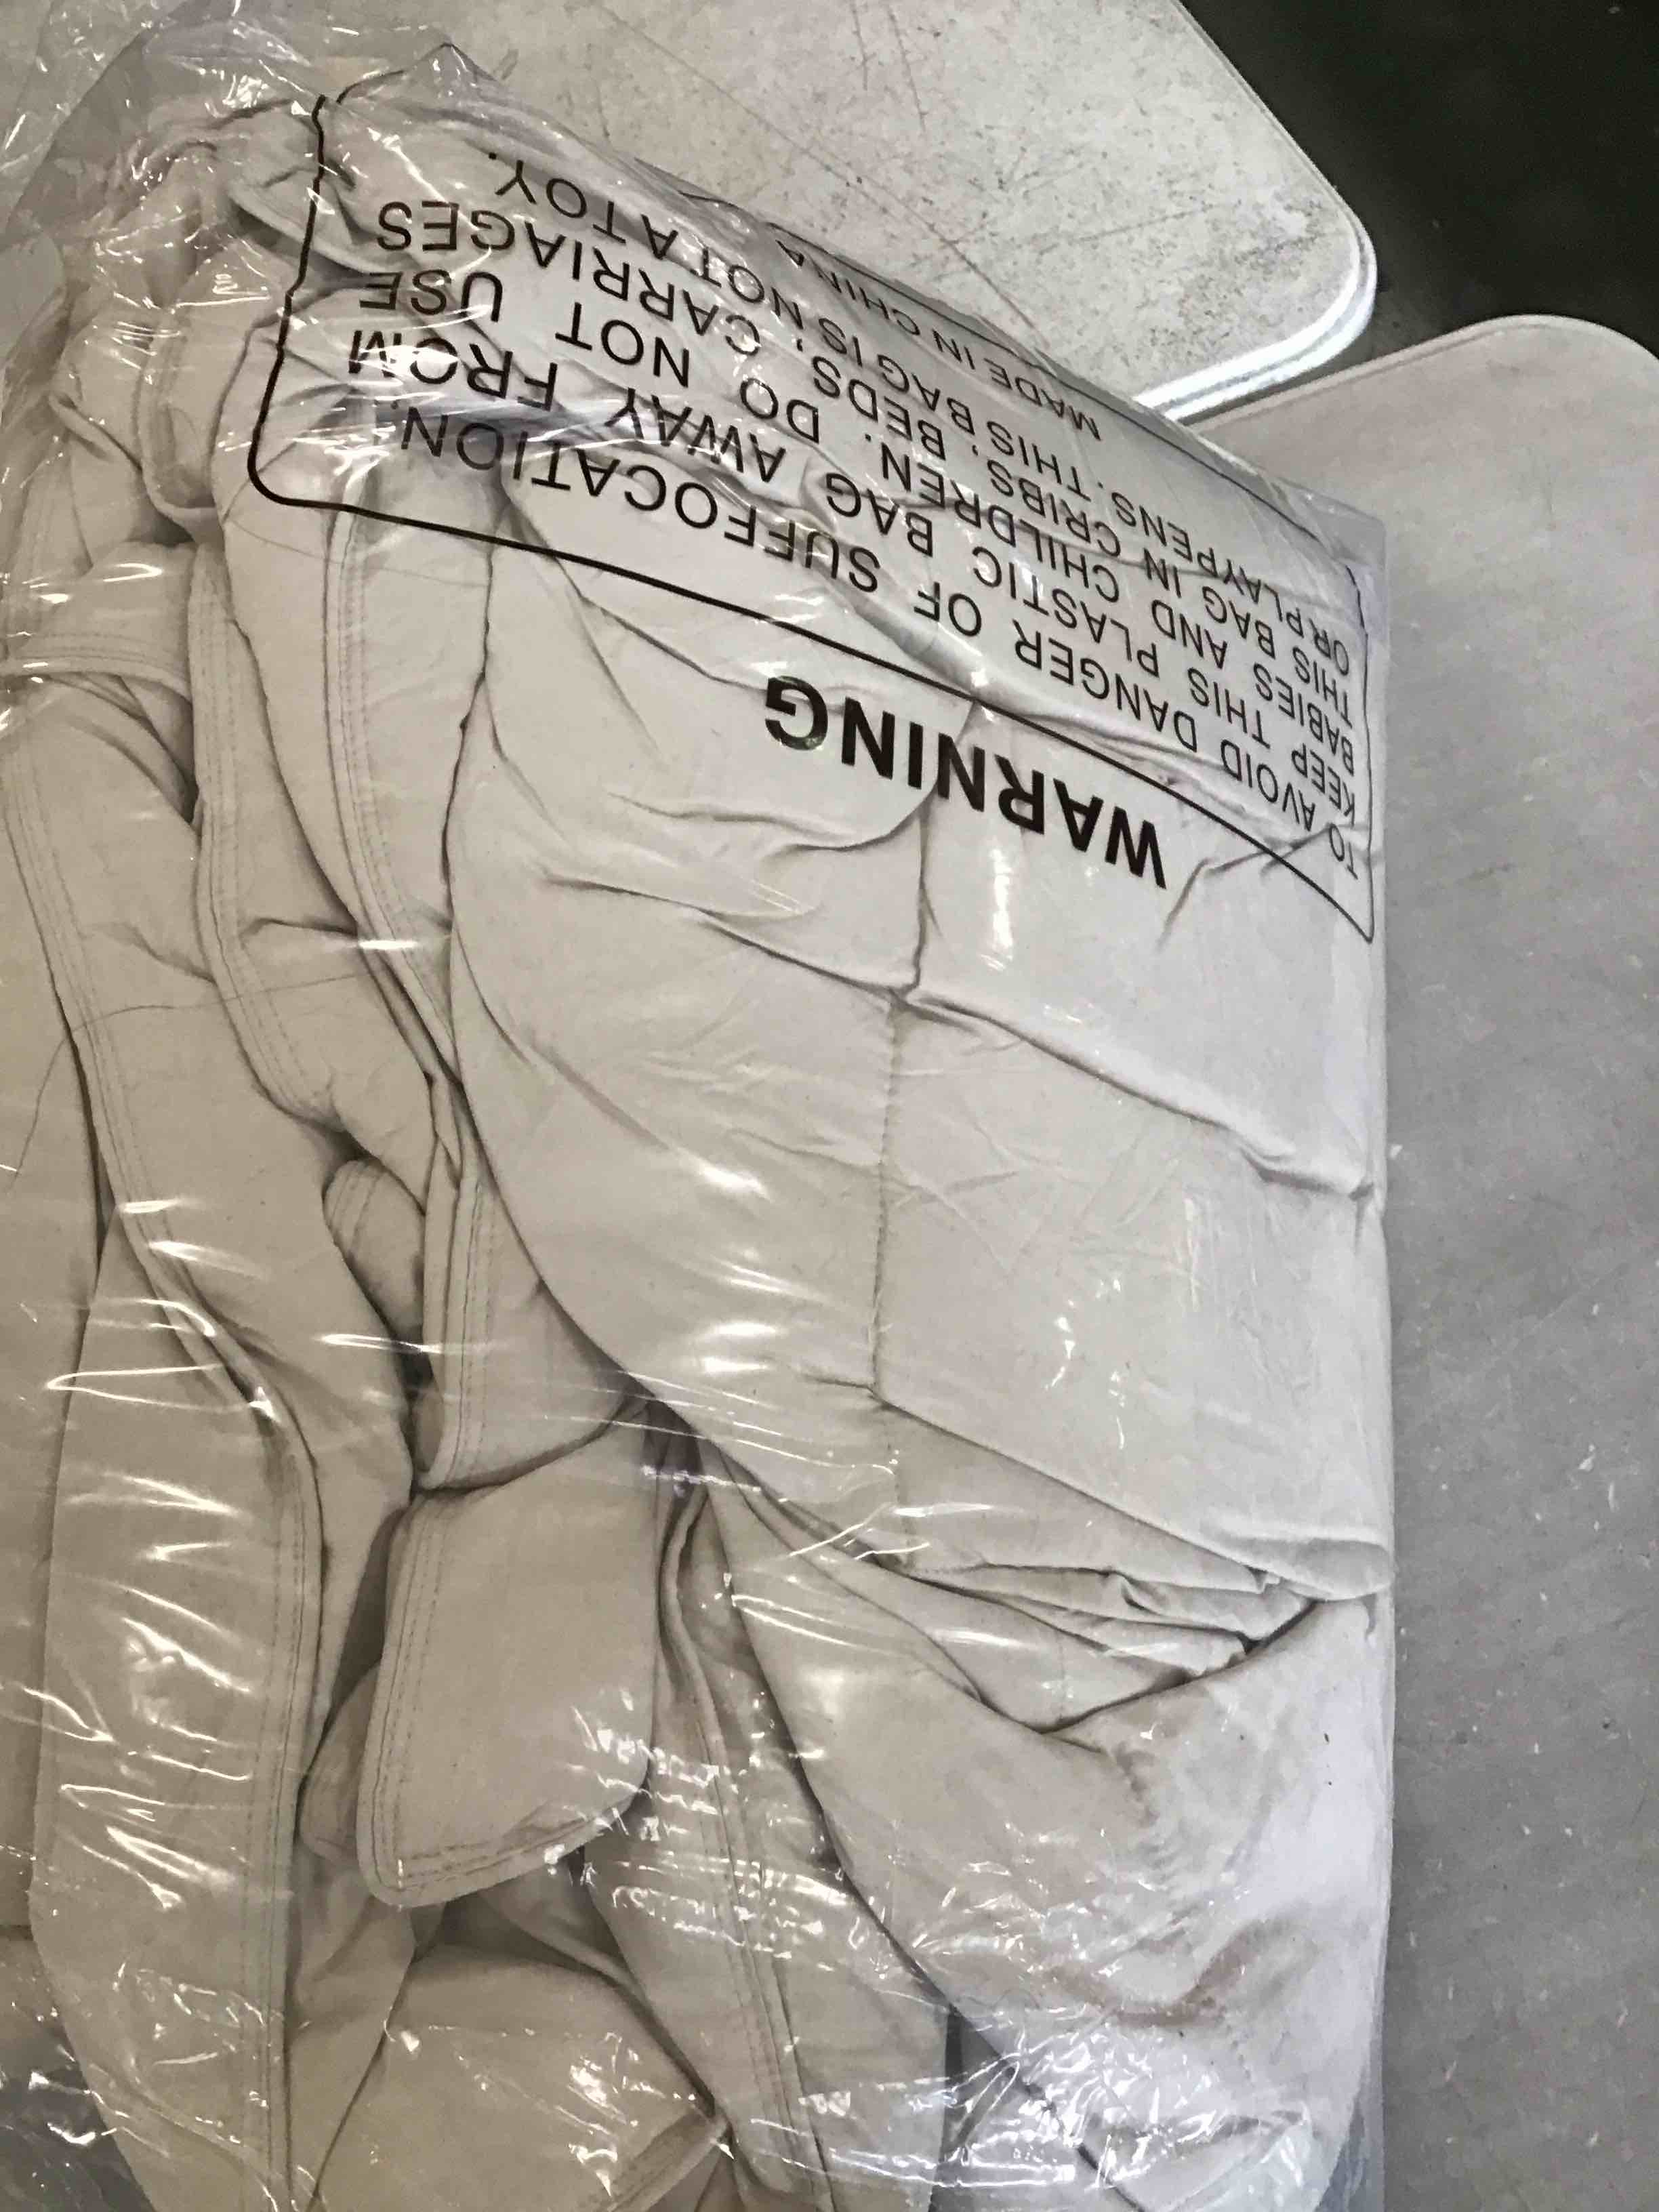 WARNING
TO AVOID DANGER OF SUFFOCATION,
KEEP THIS PLASTIC BAG AWAY FROM
BABIES AND CHILDREN. DO NOT USE
THIS BAG IN CRIBS, BEDS, CARRIAGES
OR PLAYPENS. THIS BAG IS NOT A TOY.
MADE IN CHINA